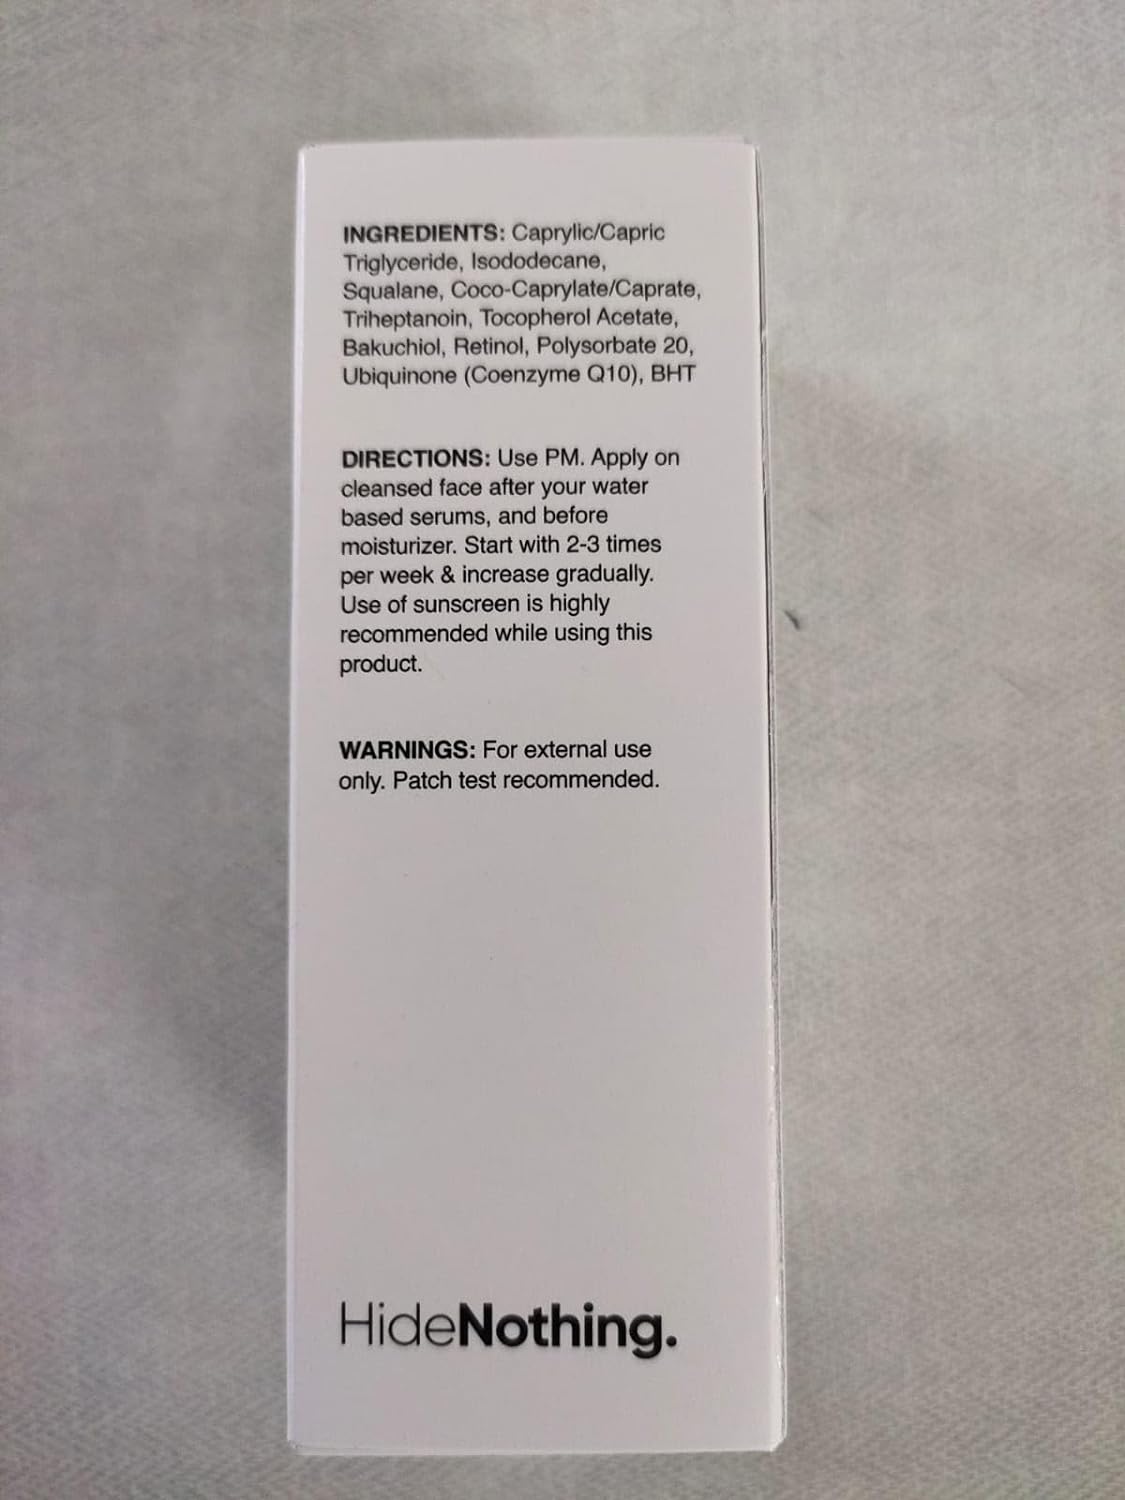 INGREDIENTS: Caprylic/Capric
Triglyceride, Isododecane,
Squalane, Coco-Caprylate/Caprate,
Triheptanoin, Tocopherol Acetate,
Bakuchiol, Retinol, Polysorbate 20,
Ubiquinone (Coenzyme Q10), BHT
DIRECTIONS: Use PM. Apply on
cleansed face after your water
based serums, and before
moisturizer. Start with 2-3 times
per week & increase gradually.
Use of sunscreen is highly
recommended while using this
product.
WARNINGS: For external use
only. Patch test recommended.
HideNothing.